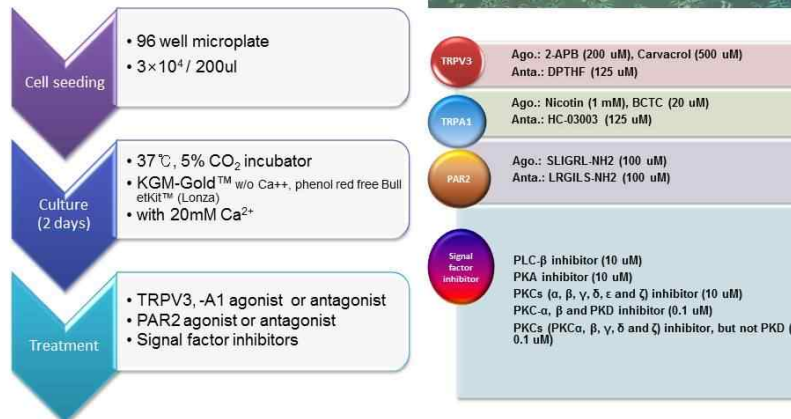 Cell seeding
• 96 well microplate
• 3×10⁴ / 200ul
Culture
(2 days)
• 37℃, 5% CO₂ incubator
• KGM-Gold™ w/o Ca++, phenol red free Bull
etKit™ (Lonza)
• with 20mM Ca²⁺
Treatment
• TRPV3, -A1 agonist or antagonist
• PAR2 agonist or antagonist
• Signal factor inhibitors
TRPV3
Ago.: 2-APB (200 uM), Carvacrol (500 uM)
Anta.: DPTHF (125 uM)
TRPA1
Ago.: Nicotin (1 mM), BCTC (20 uM)
Anta.: HC-03003 (125 uM)
PAR2
Ago.: SLIGRL-NH2 (100 uM)
Anta.: LRGILS-NH2 (100 uM)
Signal
factor
inhibitor
PLC-β inhibitor (10 uM)
PKA inhibitor (10 uM)
PKCs (α, β, γ, δ, ε and ζ) inhibitor (10 uM)
PKC-α, β and PKD inhibitor (0.1 uM)
PKCs (PKCα, β, γ, δ and ζ) inhibitor, but not PKD (
0.1 uM)